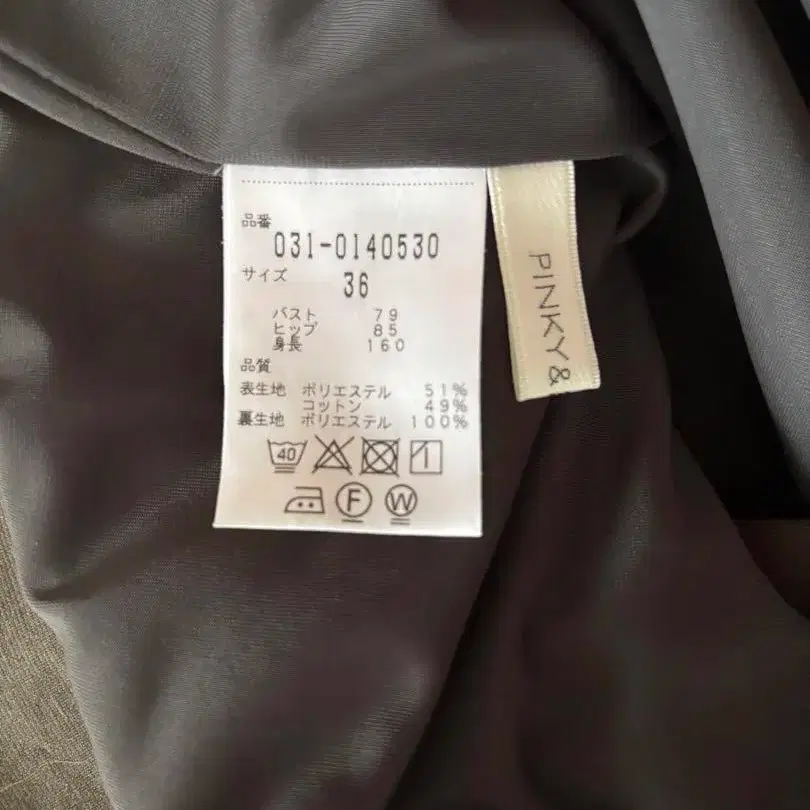 品番
031-0140530
サイズ
36
バスト 79
ヒップ 85
身長 160
品質
表生地 ポリエステル 51%
コットン 49%
裏生地 ポリエステル 100%
40
F W
PINKY&